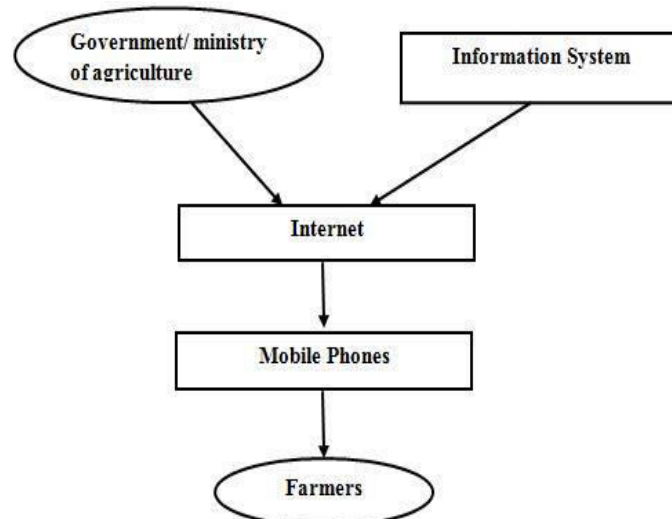 Government/ ministry
of agriculture
Information System
Internet
Mobile Phones
Farmers